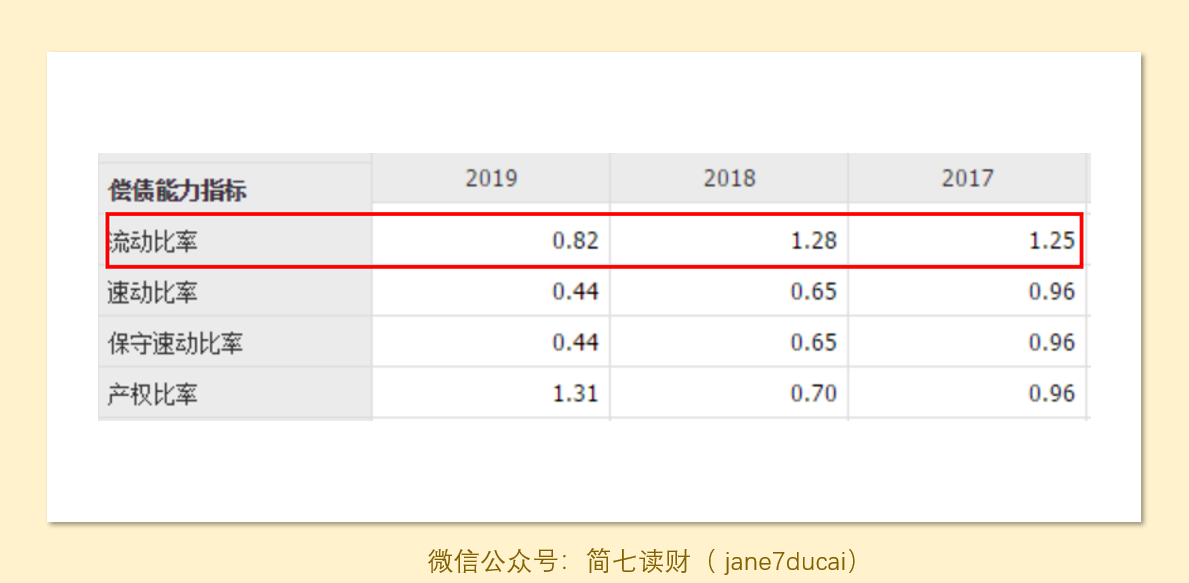 偿债能力指标 2019 2018 2017
流动比率 0.82 1.28 1.25
速动比率 0.44 0.65 0.96
保守速动比率 0.44 0.65 0.96
产权比率 1.31 0.70 0.96
微信公众号：简七读财（ jane7ducai）